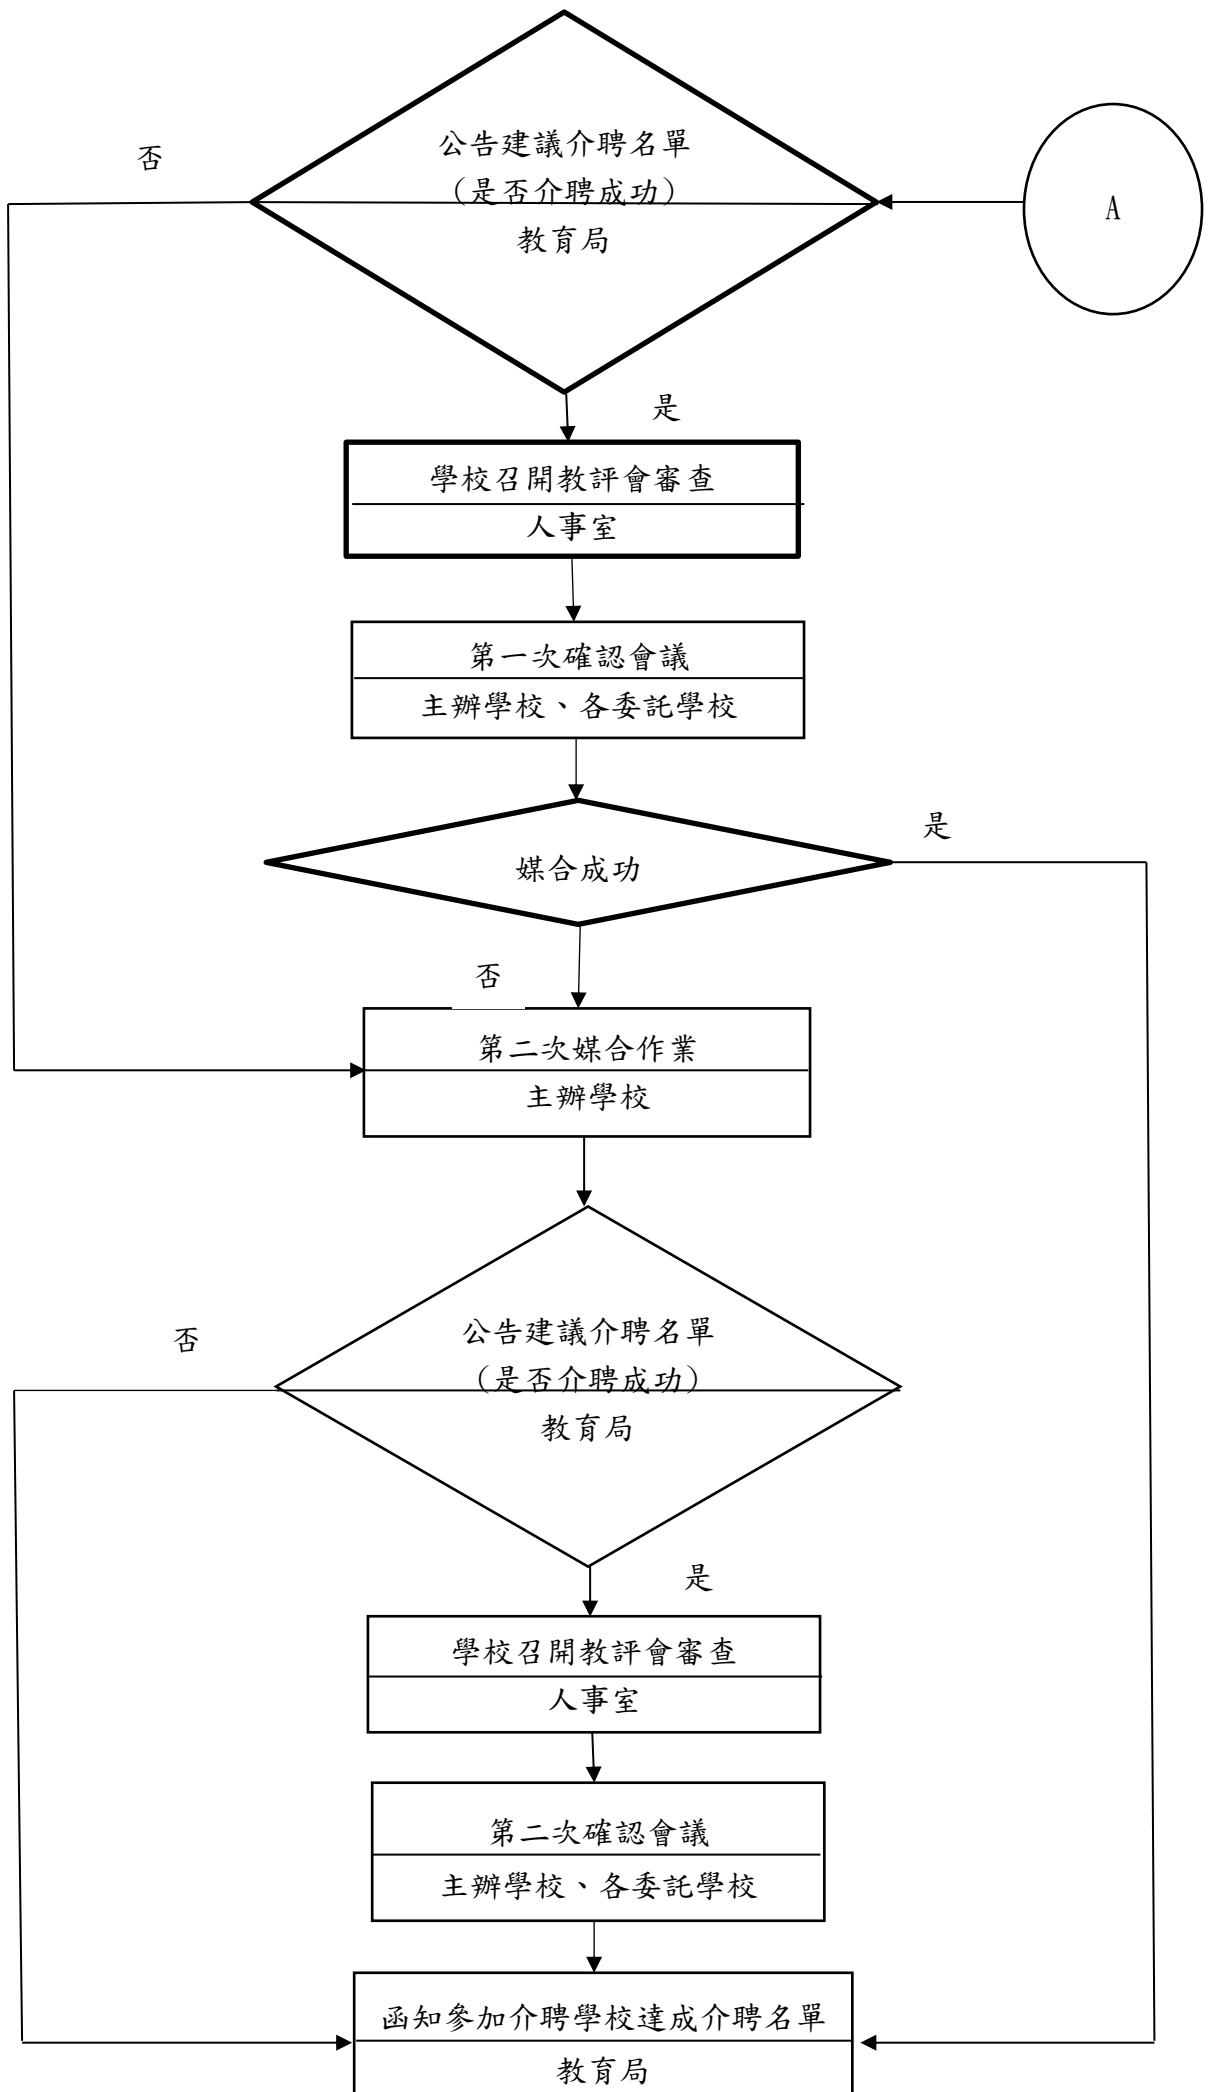 公告建議介聘名單
否
(是否介聘成功)
A
教育局
是
學校召開教評會審查
人事室
第一次確認會議
主辦學校、各委託學校
是
媒合成功
否
第二次媒合作業
主辦學校
公告建議介聘名單
否
(是否介聘成功)
教育局
是
學校召開教評會審查
人事室
第二次確認會議
主辦學校、各委託學校
函知參加介聘學校達成介聘名單
教育局